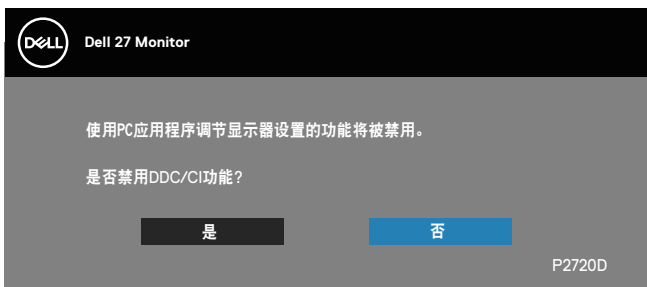 DELL Dell 27 Monitor
使用PC应用程序调节显示器设置的功能将被禁用。
是否禁用DDC/CI功能?
是 否
P2720D